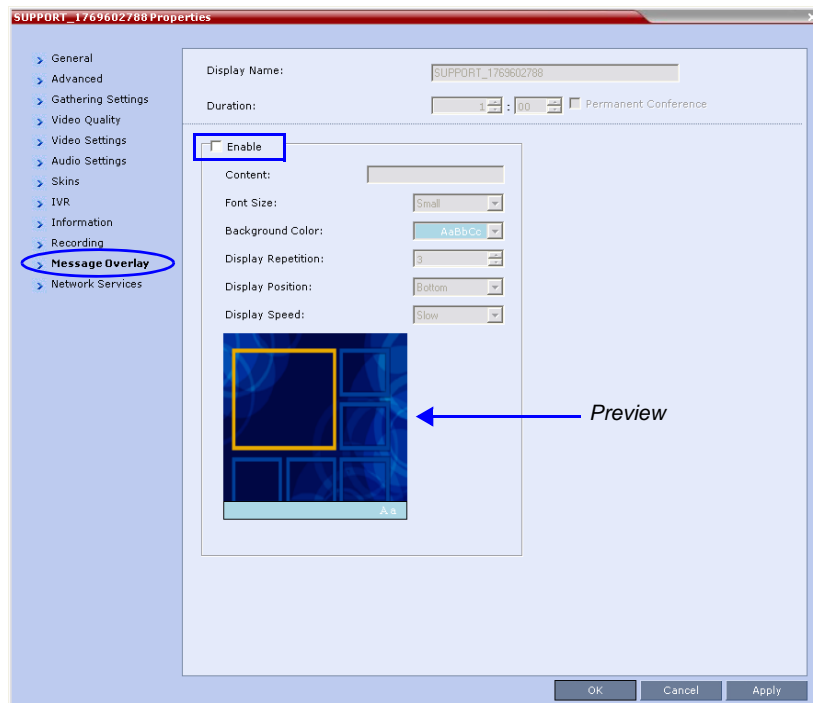 SUPPORT_1769602788 Properties
General
Advanced
Gathering Settings
Video Quality
Video Settings
Audio Settings
Skins
IVR
Information
Recording
Message Overlay
Network Services
Display Name: SUPPORT_1769602788
Duration: 1 : 00 Permanent Conference
Enable
Content:
Font Size: Small
Background Color: AaBbCc
Display Repetition: 3
Display Position: Bottom
Display Speed: Slow
Preview
Aa
OK Cancel Apply